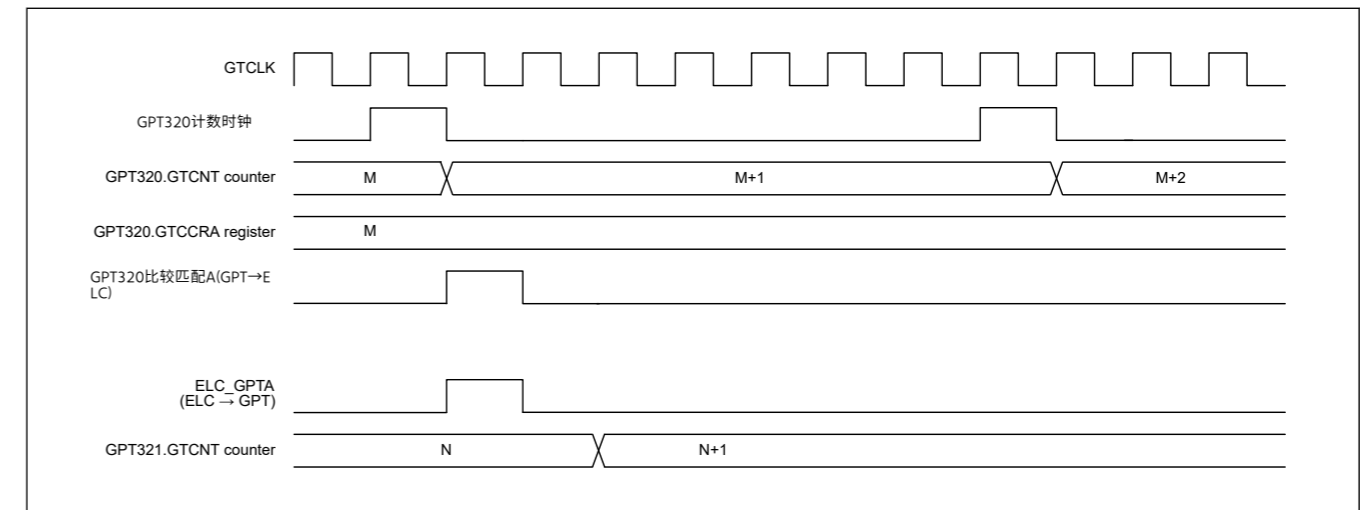 GTCLK
GPT320计数时钟
GPT320.GTCNT counter
M
M+1
M+2
GPT320.GTCCRA register
M
GPT320比较匹配A(GPT→E
LC)
ELC_GPTA
(ELC → GPT)
GPT321.GTCNT counter
N
N+1